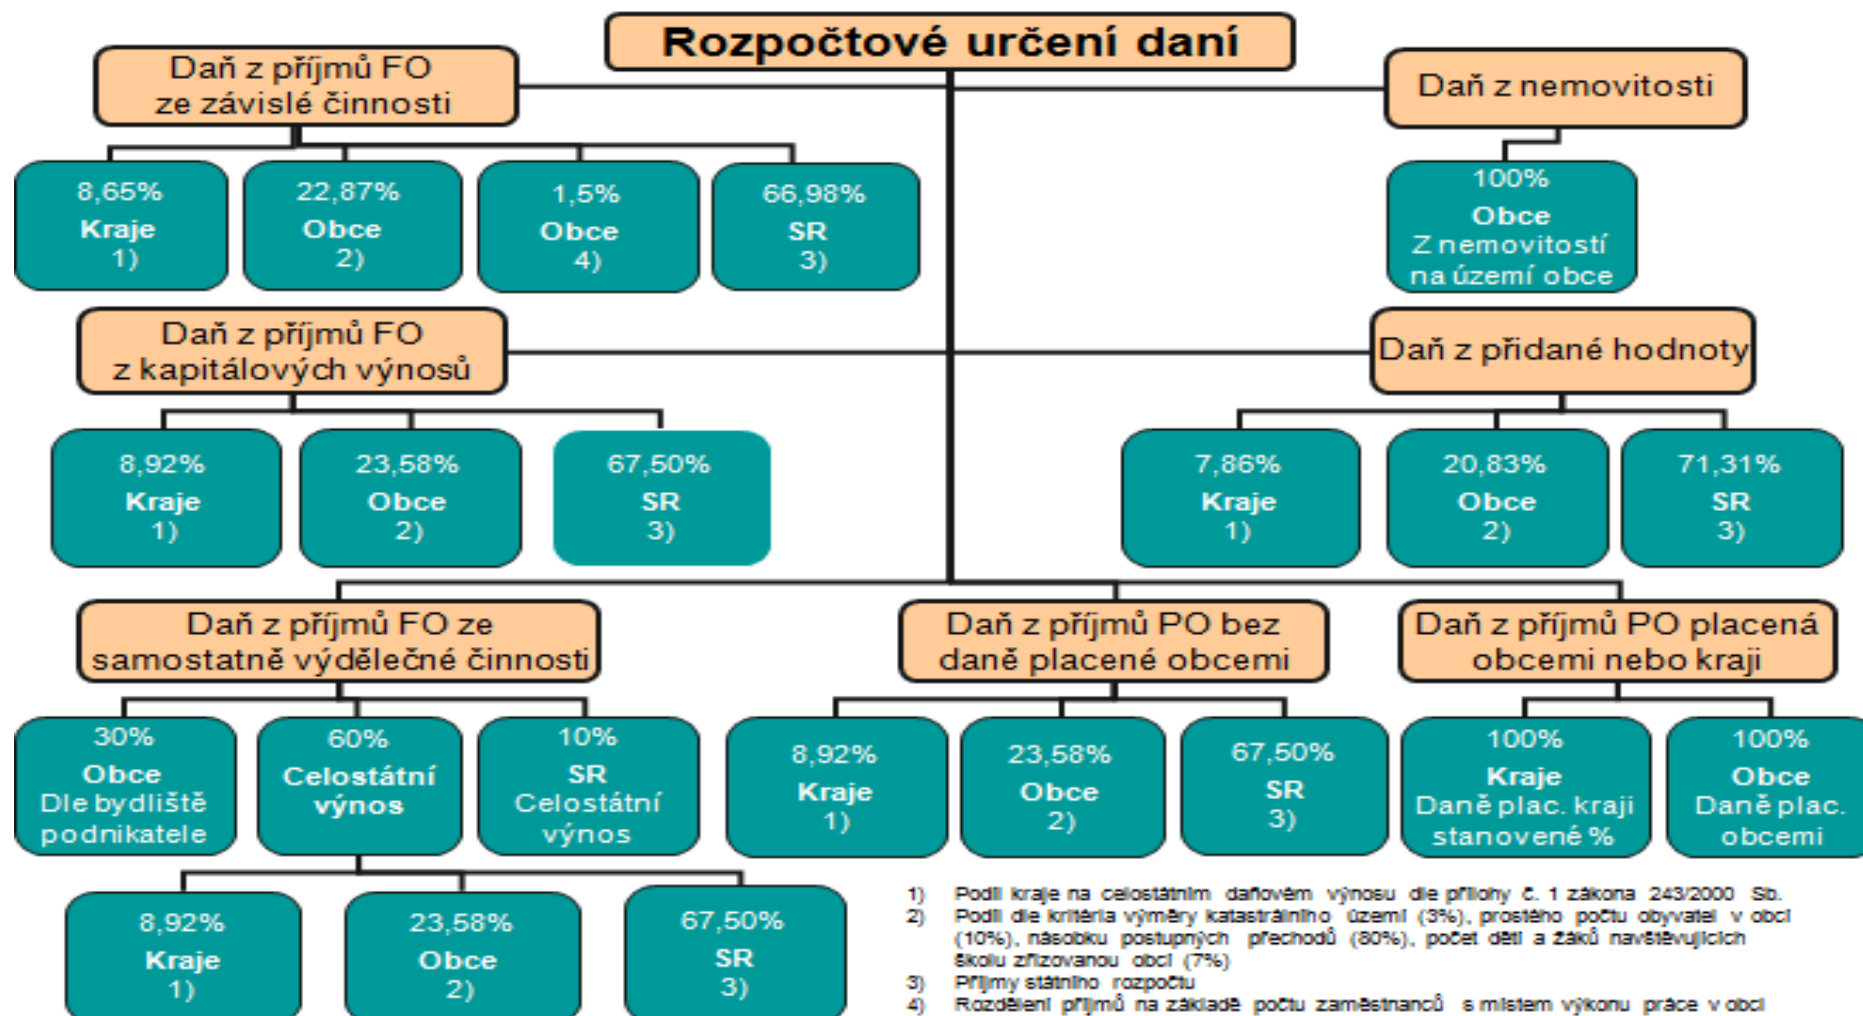 Rozpočtové určení daní
Daň z příjmů FO
ze závislé činnosti
8,65%
Kraje
1)
22,87%
Obce
2)
1,5%
Obce
4)
66,98%
SR
3)
Daň z nemovitosti
100%
Obce
Z nemovitostí
na území obce
Daň z příjmů FO
z kapitálových výnosů
8,92%
Kraje
1)
23,58%
Obce
2)
67,50%
SR
3)
Daň z přidané hodnoty
7,86%
Kraje
1)
20,83%
Obce
2)
71,31%
SR
3)
Daň z příjmů FO ze
samostatně výdělečné činnosti
30%
Obce
Dle bydliště
podnikatele
60%
Celostátní
výnos
10%
SR
Celostátní
výnos
8,92%
Kraje
1)
23,58%
Obce
2)
67,50%
SR
3)
Daň z příjmů PO bez
daně placené obcemi
8,92%
Kraje
1)
23,58%
Obce
2)
67,50%
SR
3)
Daň z příjmů PO placená
obcemi nebo kraji
100%
Kraje
Daně plac. kraji
stanovené %
100%
Obce
Daně plac.
obcemi
1) Podíl kraje na celostátním daňovém výnosu dle přílohy č. 1 zákona 243/2000 Sb.
2) Podíl dle kritéria výměry katastrálního území (3%), prostého počtu obyvatel v obci
(10%), násobku postupných přechodů (80%), počet dětí a žáků navštěvujících
školu zřizovanou obcí (7%)
3) Příjmy státního rozpočtu
4) Rozdělení příjmů na základě počtu zaměstnanců s místem výkonu práce v obci